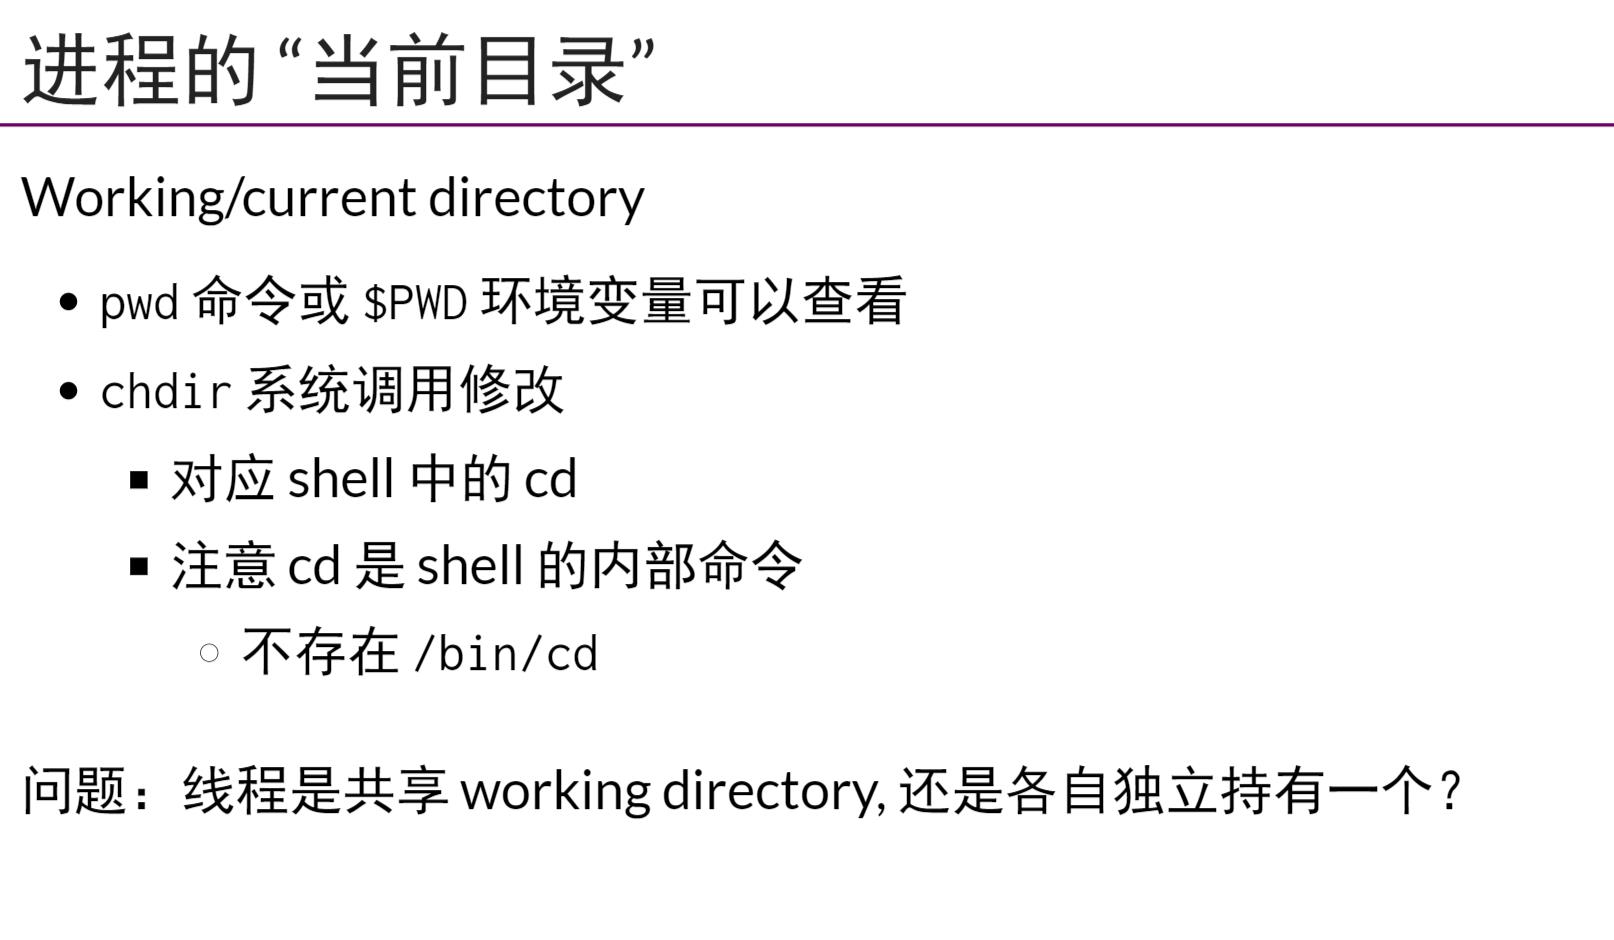 进程的 “当前目录”
Working/current directory
pwd 命令或 $PWD 环境变量可以查看
chdir 系统调用修改
对应 shell 中的 cd
注意 cd 是 shell 的内部命令
不存在 /bin/cd
问题：线程是共享 working directory, 还是各自独立持有一个？